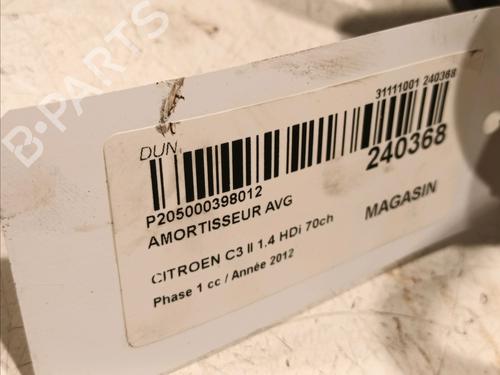 B-PARTS
31111001 240368
DUN
240368
P205000398012
AMORTISSEUR AVG
MAGASIN
CITROEN C3 II 1.4 HDi 70ch
Phase 1 cc / Année 2012